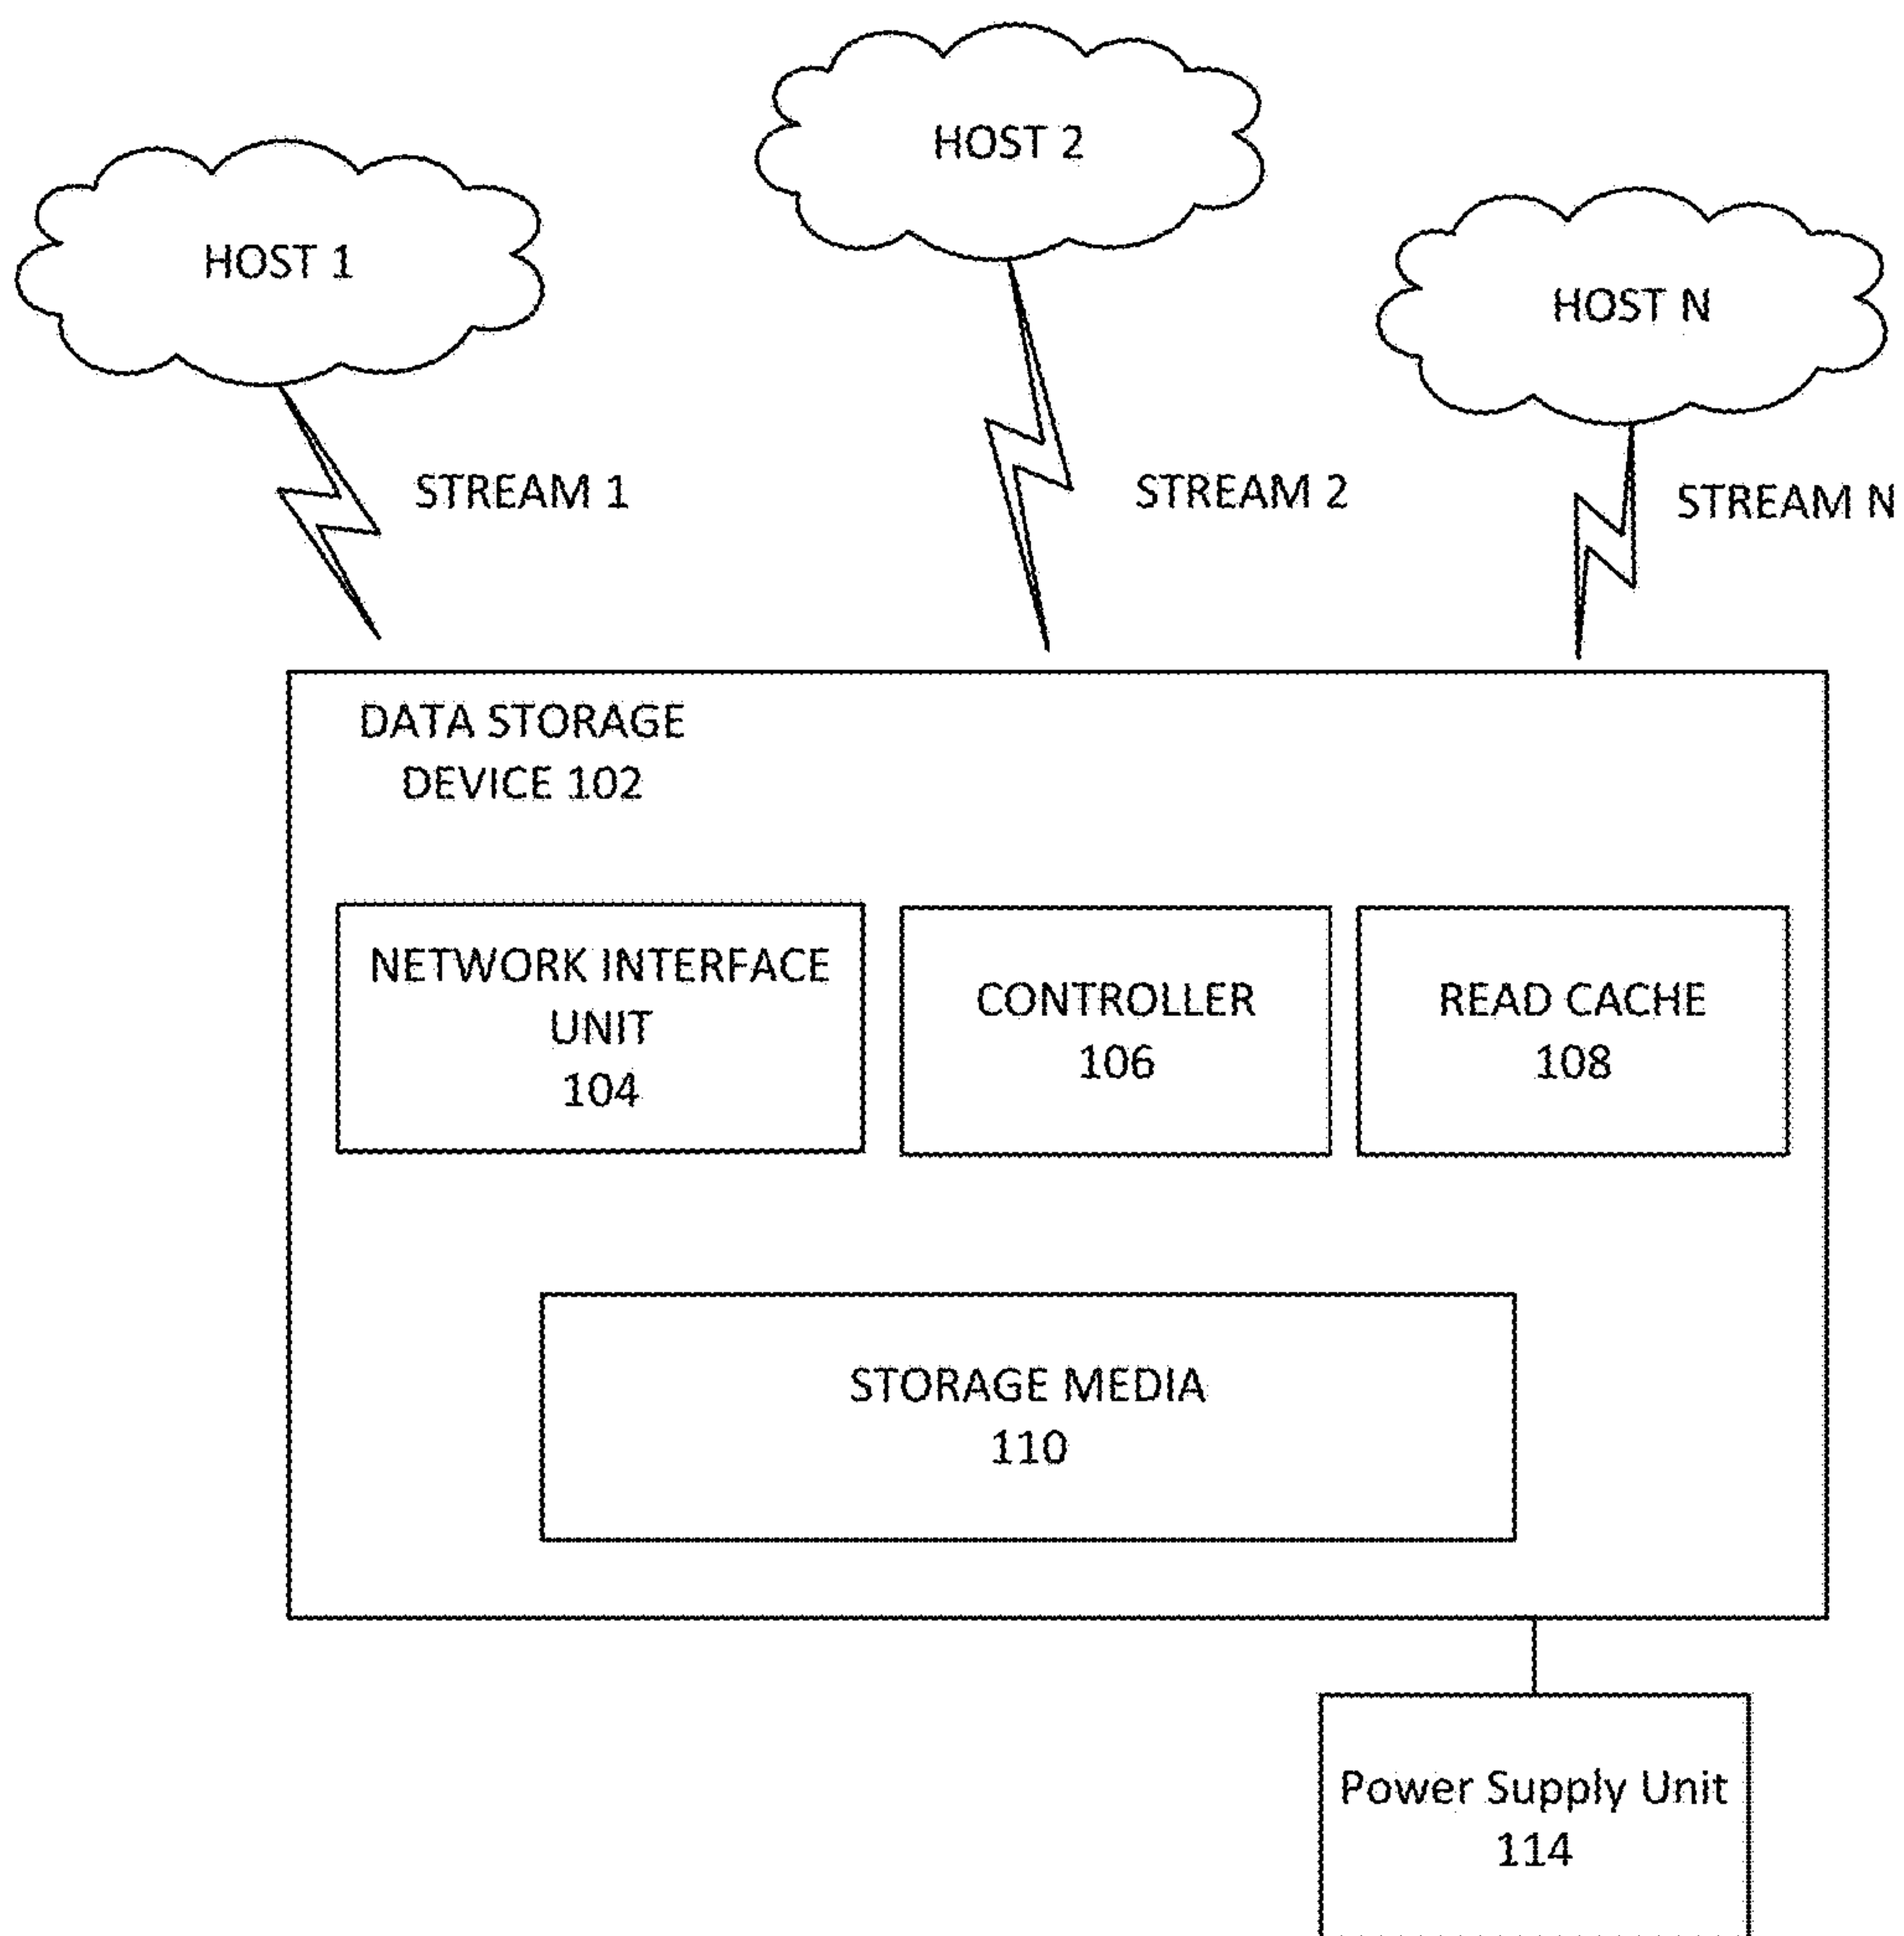 HOST 1
HOST 2
HOST N
STREAM 1
STREAM 2
STREAM N
DATA STORAGE
DEVICE 102
NETWORK INTERFACE
UNIT
104
CONTROLLER
106
READ CACHE
108
STORAGE MEDIA
110
Power Supply Unit
114